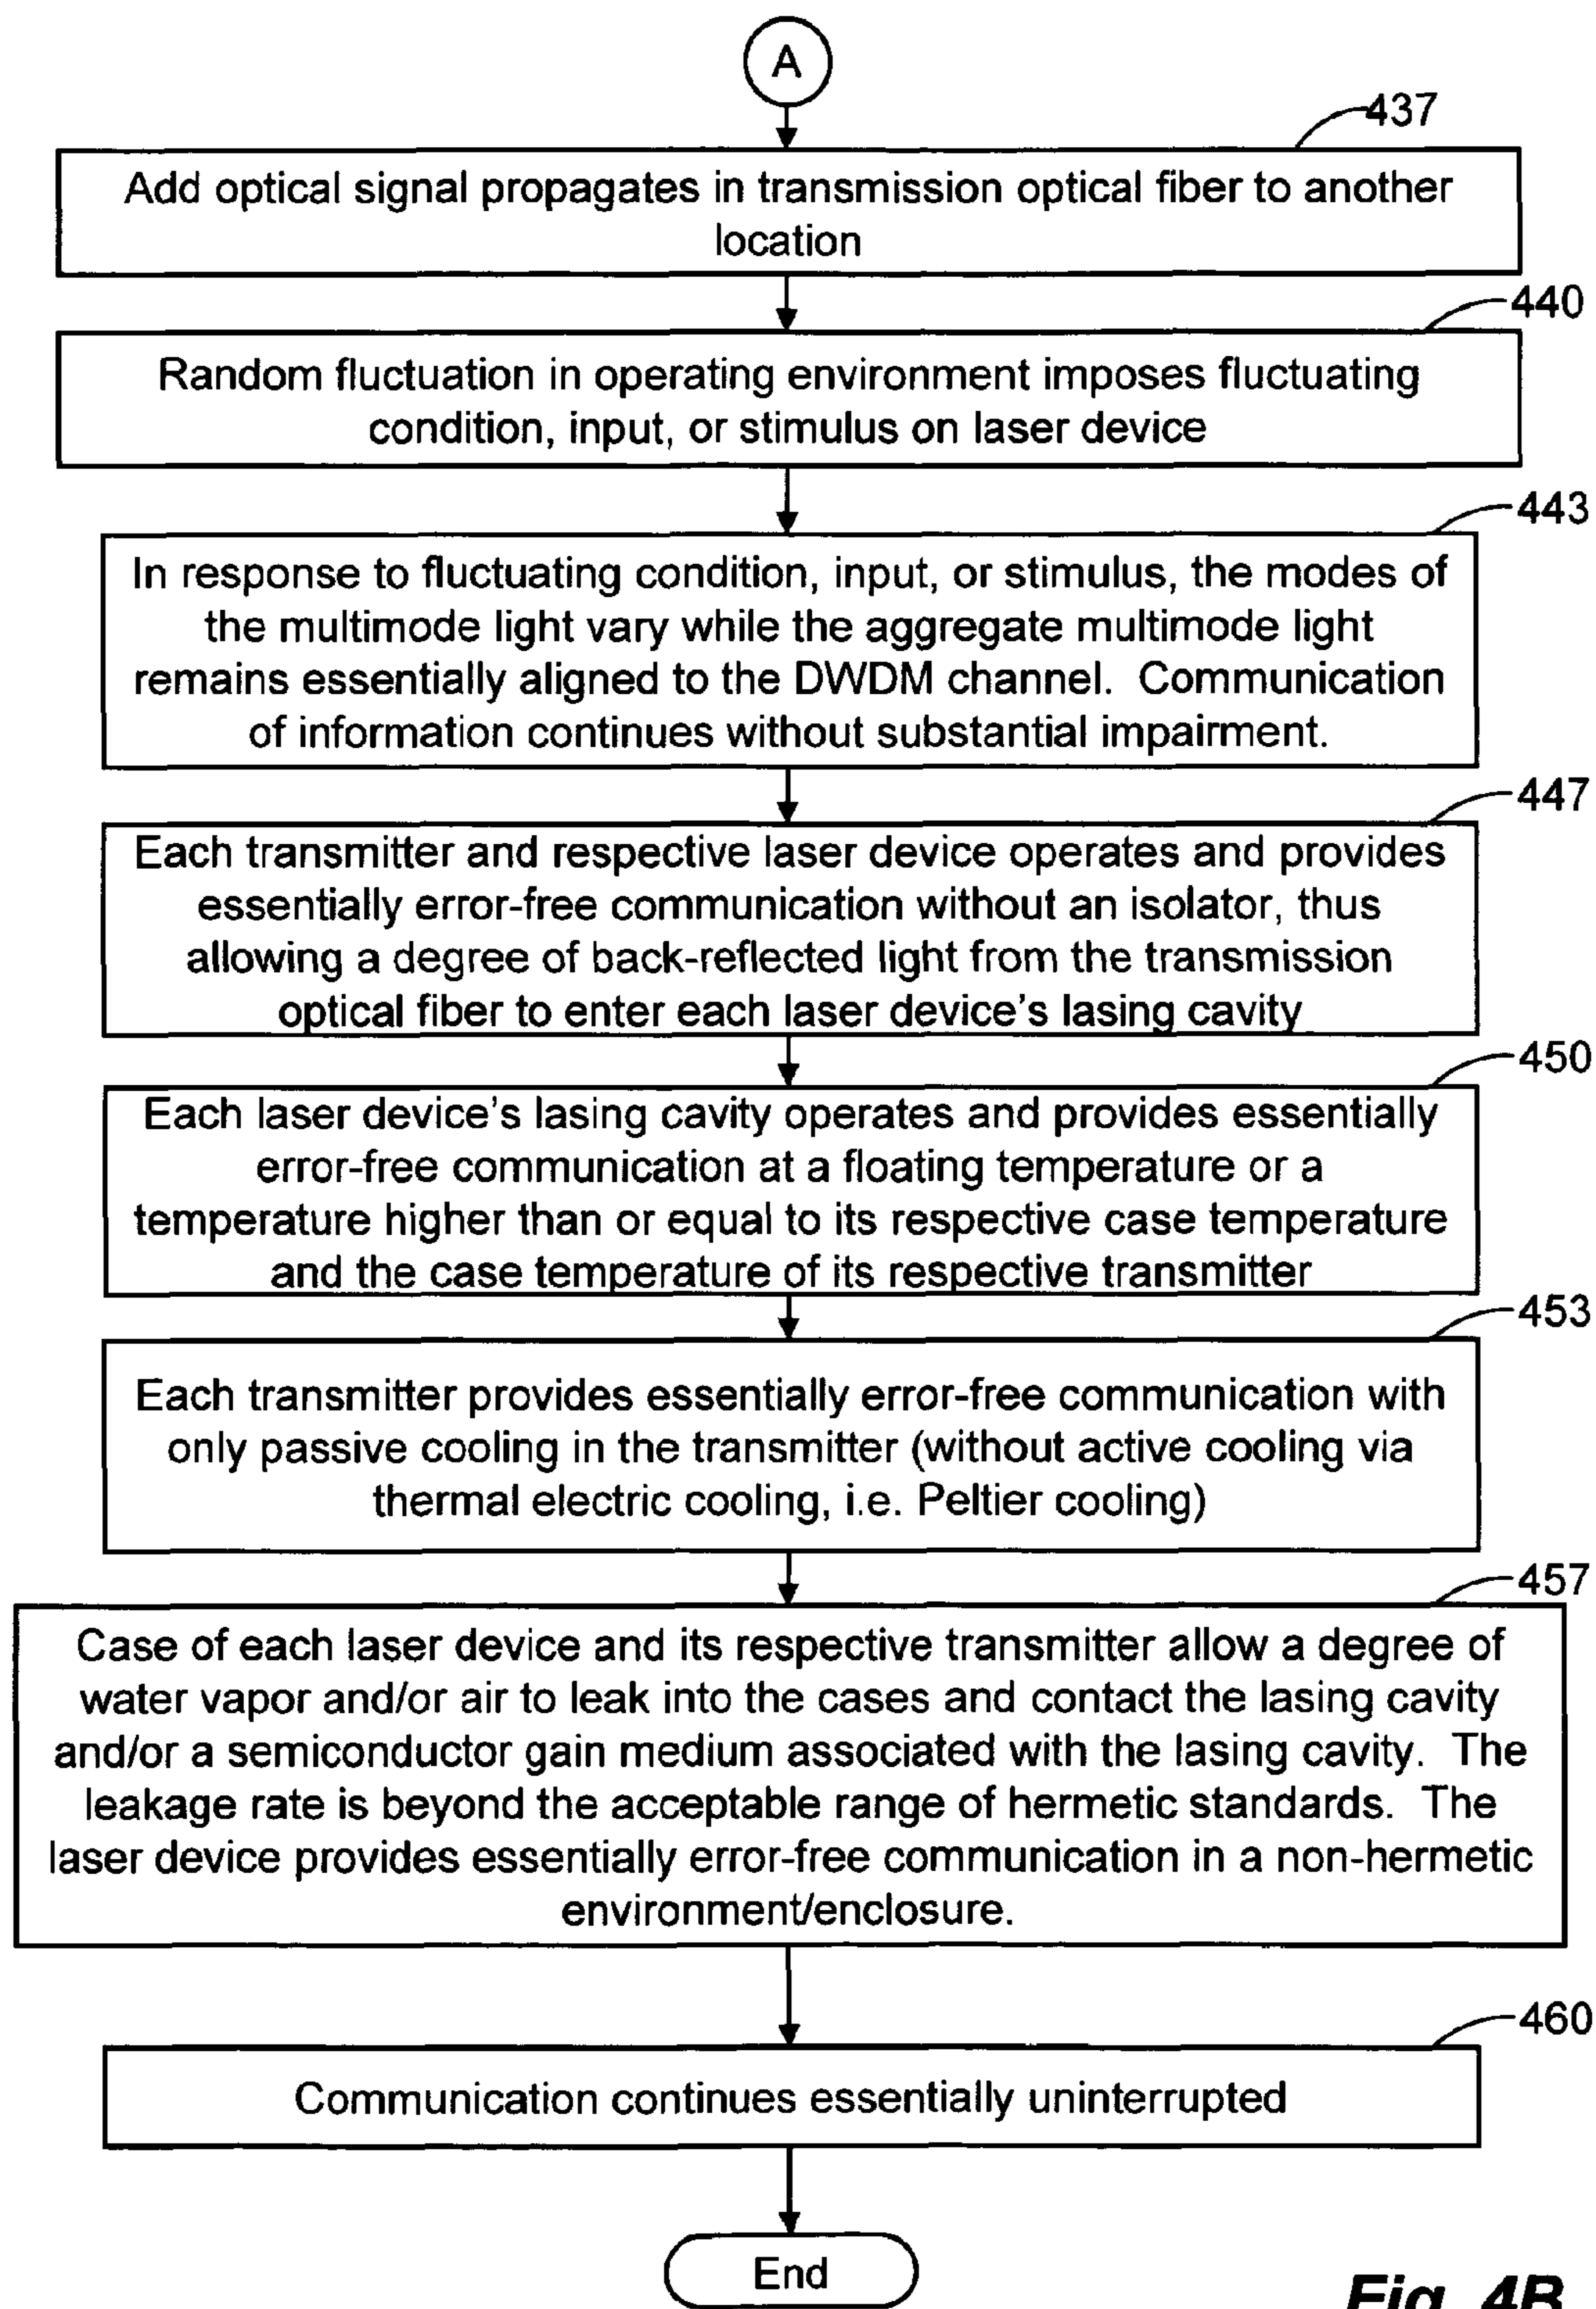 A
437
Add optical signal propagates in transmission optical fiber to another
location
440
Random fluctuation in operating environment imposes fluctuating
condition, input, or stimulus on laser device
443
In response to fluctuating condition, input, or stimulus, the modes of
the multimode light vary while the aggregate multimode light
remains essentially aligned to the DWDM channel.  Communication
of information continues without substantial impairment.
447
Each transmitter and respective laser device operates and provides
essentially error-free communication without an isolator, thus
allowing a degree of back-reflected light from the transmission
optical fiber to enter each laser device's lasing cavity
450
Each laser device's lasing cavity operates and provides essentially
error-free communication at a floating temperature or a
temperature higher than or equal to its respective case temperature
and the case temperature of its respective transmitter
453
Each transmitter provides essentially error-free communication with
only passive cooling in the transmitter (without active cooling via
thermal electric cooling, i.e. Peltier cooling)
457
Case of each laser device and its respective transmitter allow a degree of
water vapor and/or air to leak into the cases and contact the lasing cavity
and/or a semiconductor gain medium associated with the lasing cavity.  The
leakage rate is beyond the acceptable range of hermetic standards.  The
laser device provides essentially error-free communication in a non-hermetic
environment/enclosure.
460
Communication continues essentially uninterrupted
End
Fig. 4B